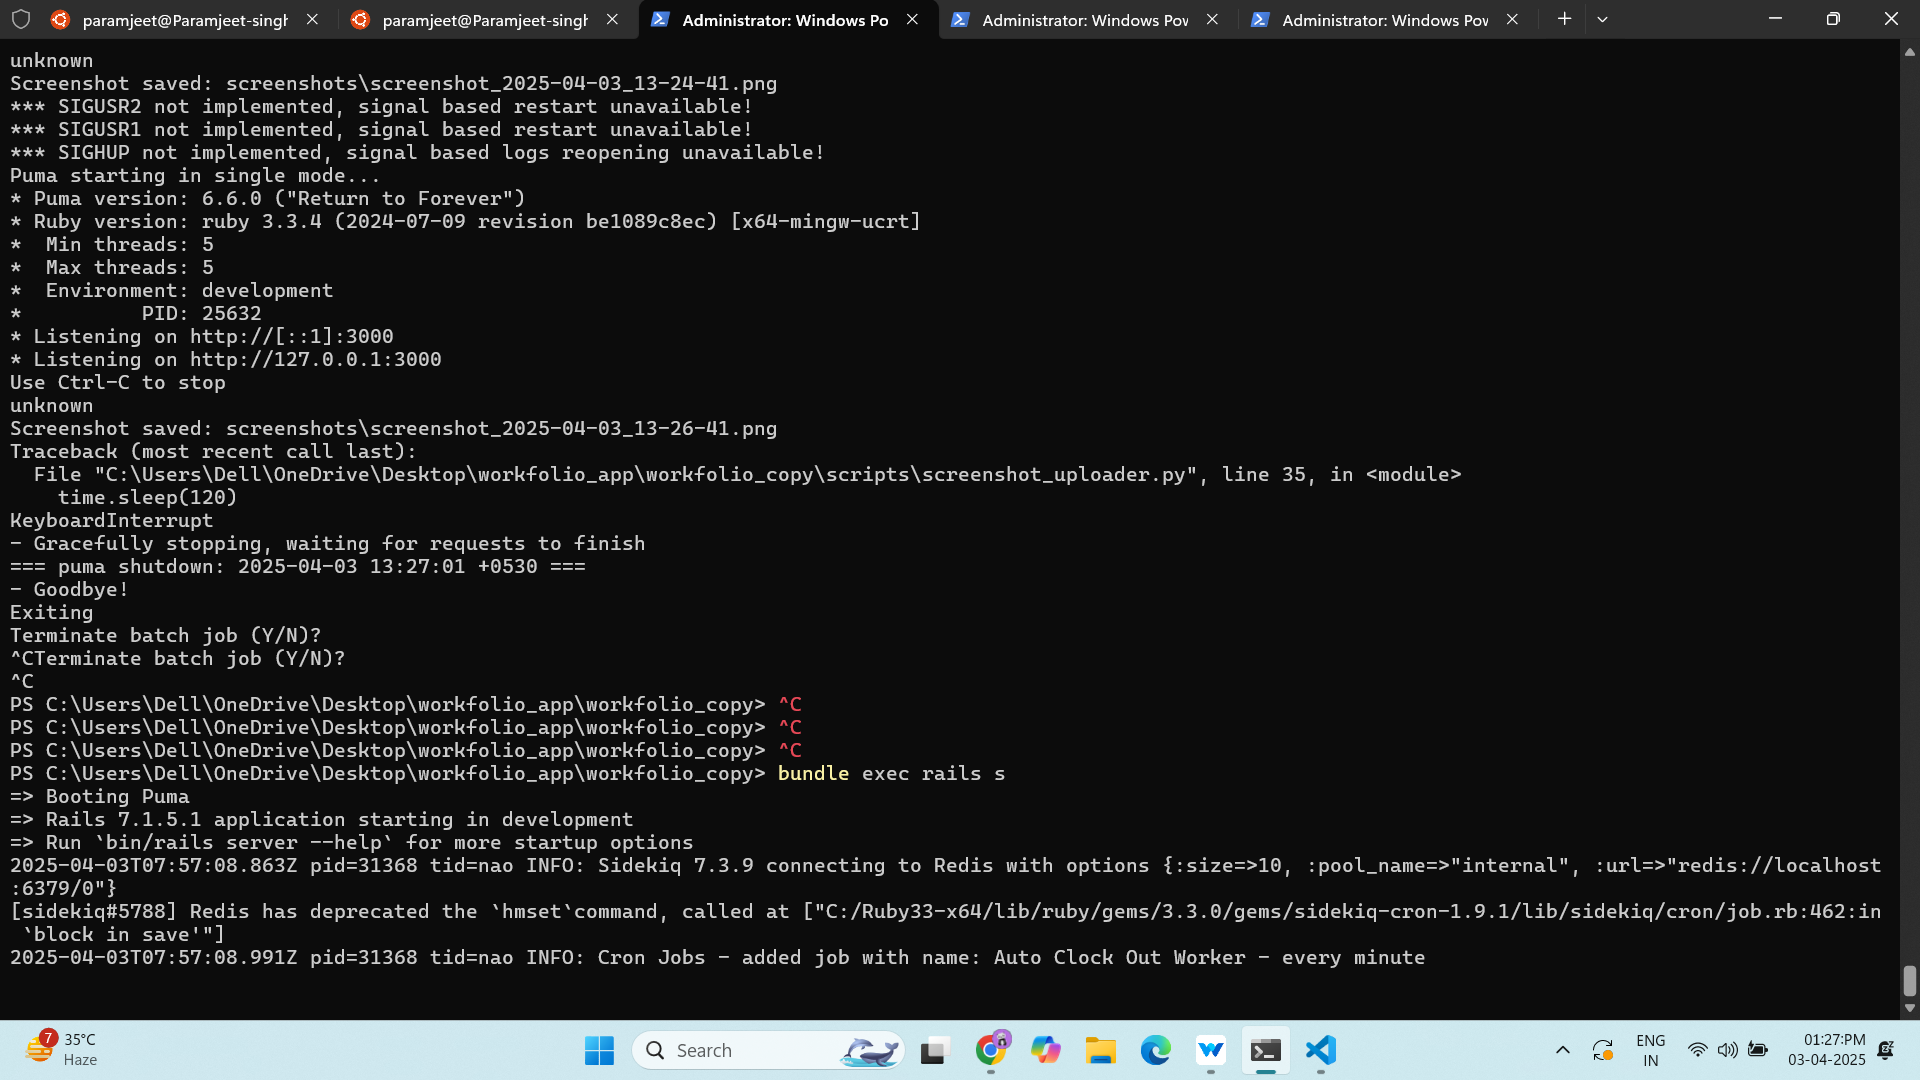 paramjeet@Paramjeet-singh
paramjeet@Paramjeet-singh
Administrator: Windows Po
Administrator: Windows Pow
Administrator: Windows Pow
unknown
Screenshot saved: screenshots\screenshot_2025-04-03_13-24-41.png
*** SIGUSR2 not implemented, signal based restart unavailable!
*** SIGUSR1 not implemented, signal based restart unavailable!
*** SIGHUP not implemented, signal based logs reopening unavailable!
Puma starting in single mode...
* Puma version: 6.6.0 ("Return to Forever")
* Ruby version: ruby 3.3.4 (2024-07-09 revision be1089c8ec) [x64-mingw-ucrt]
*  Min threads: 5
*  Max threads: 5
*  Environment: development
*          PID: 25632
* Listening on http://[::1]:3000
* Listening on http://127.0.0.1:3000
Use Ctrl-C to stop
unknown
Screenshot saved: screenshots\screenshot_2025-04-03_13-26-41.png
Traceback (most recent call last):
  File "C:\Users\Dell\OneDrive\Desktop\workfolio_app\workfolio_copy\scripts\screenshot_uploader.py", line 35, in <module>
    time.sleep(120)
KeyboardInterrupt
- Gracefully stopping, waiting for requests to finish
=== puma shutdown: 2025-04-03 13:27:01 +0530 ===
- Goodbye!
Exiting
Terminate batch job (Y/N)?
^CTerminate batch job (Y/N)?
^C
PS C:\Users\Dell\OneDrive\Desktop\workfolio_app\workfolio_copy> ^C
PS C:\Users\Dell\OneDrive\Desktop\workfolio_app\workfolio_copy> ^C
PS C:\Users\Dell\OneDrive\Desktop\workfolio_app\workfolio_copy> ^C
PS C:\Users\Dell\OneDrive\Desktop\workfolio_app\workfolio_copy> bundle exec rails s
=> Booting Puma
=> Rails 7.1.5.1 application starting in development
=> Run `bin/rails server --help` for more startup options
2025-04-03T07:57:08.863Z pid=31368 tid=nao INFO: Sidekiq 7.3.9 connecting to Redis with options {:size=>10, :pool_name=>"internal", :url=>"redis://localhost
:6379/0"}
[sidekiq#5788] Redis has deprecated the `hmset`command, called at ["C:/Ruby33-x64/lib/ruby/gems/3.3.0/gems/sidekiq-cron-1.9.1/lib/sidekiq/cron/job.rb:462:in
 `block in save'"]
2025-04-03T07:57:08.991Z pid=31368 tid=nao INFO: Cron Jobs - added job with name: Auto Clock Out Worker - every minute
7
35°C
Haze
Search
ENG
IN
01:27:PM
03-04-2025